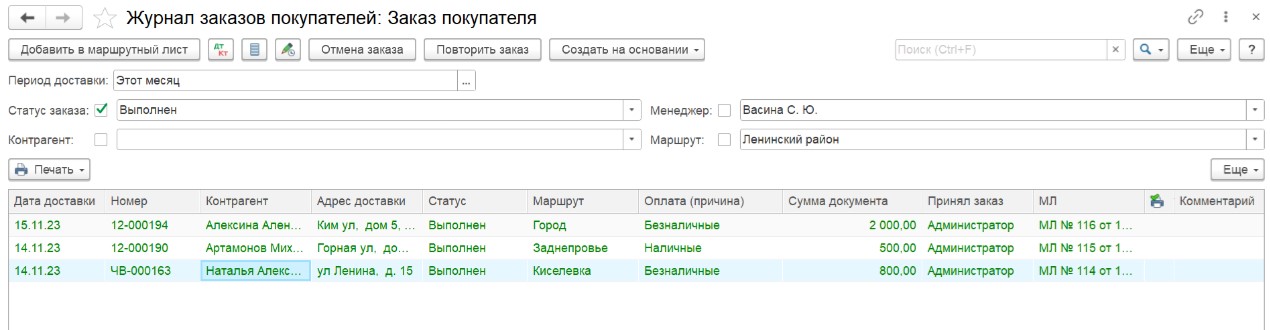 Журнал заказов покупателей: Заказ покупателя
Добавить в маршрутный лист ДТ КТ Отмена заказа Повторить заказ Создать на основании Поиск (Ctrl+F) × Еще ?
Период доставки: Этот месяц ...
Статус заказа: Выполнен Менеджер: Васина С. Ю.
Контрагент: Маршрут: Ленинский район
Печать Еще
Дата доставки Номер Контрагент Адрес доставки Статус Маршрут Оплата (причина) Сумма документа Принял заказ МЛ Комментарий
15.11.23 12-000194 Алексина Ален... Ким ул, дом 5, ... Выполнен Город Безналичные 2 000,00 Администратор МЛ № 116 от 1...
14.11.23 12-000190 Артамонов Мих... Горная ул, до... Выполнен Заднепровье Наличные 500,00 Администратор МЛ № 115 от 1...
14.11.23 ЧВ-000163 Наталья Алекс... ул Ленина, д. 15 Выполнен Киселевка Безналичные 800,00 Администратор МЛ № 114 от 1...